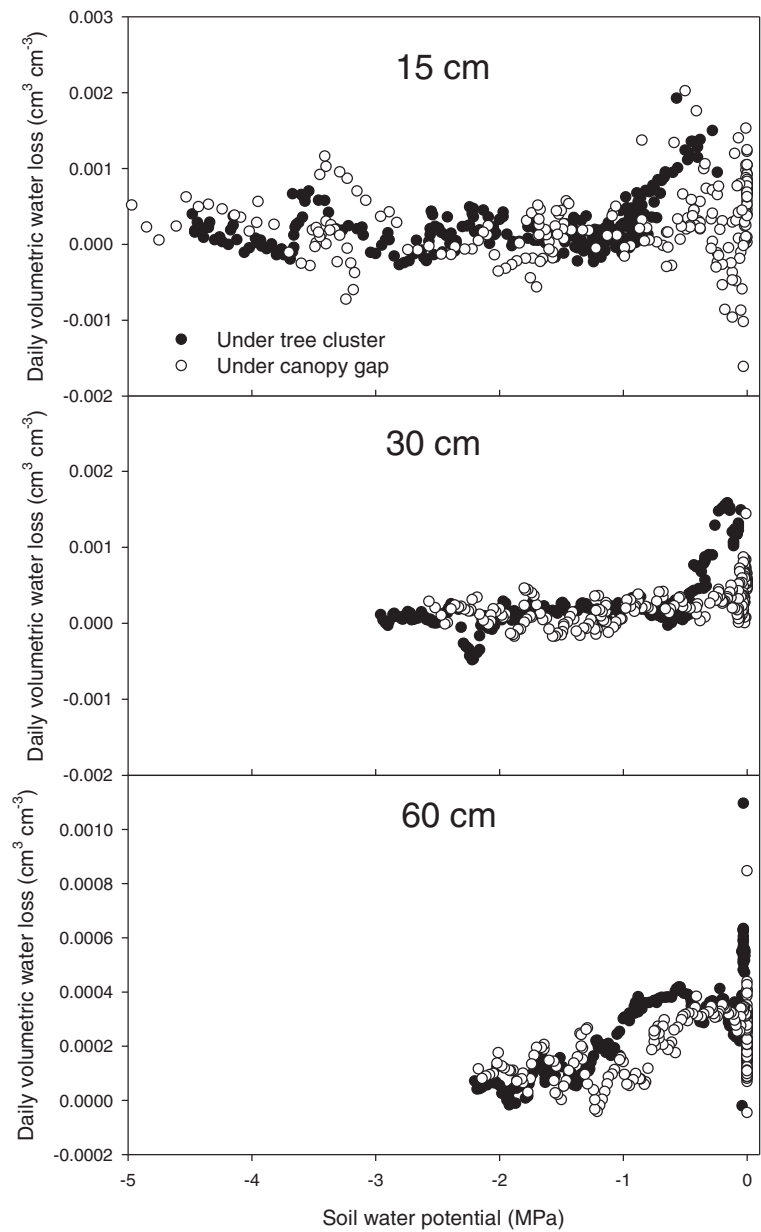 0.003
15 cm
0.002
0.001
0.000
-0.001
-0.002
Daily volumetric water loss (cm³ cm⁻³)
Under tree cluster
Under canopy gap
30 cm
0.002
0.001
0.000
-0.001
-0.002
Daily volumetric water loss (cm³ cm⁻³)
60 cm
0.0010
0.0008
0.0006
0.0004
0.0002
0.0000
-0.0002
Daily volumetric water loss (cm³ cm⁻³)
-5 -4 -3 -2 -1 0
Soil water potential (MPa)